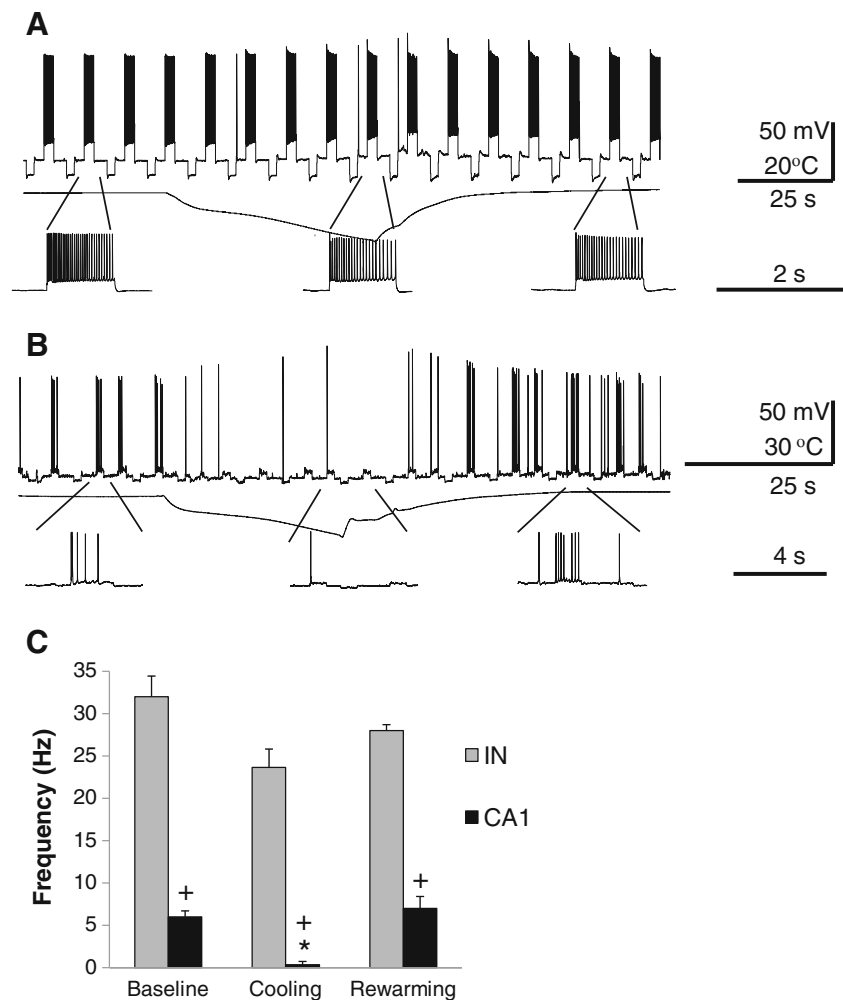 A
50 mV
20°C
25 s
2 s
B
50 mV
30 °C
25 s
4 s
C
Frequency (Hz)
35
30
25
20
15
10
5
0
+
+
*
+
IN
CA1
Baseline Cooling Rewarming